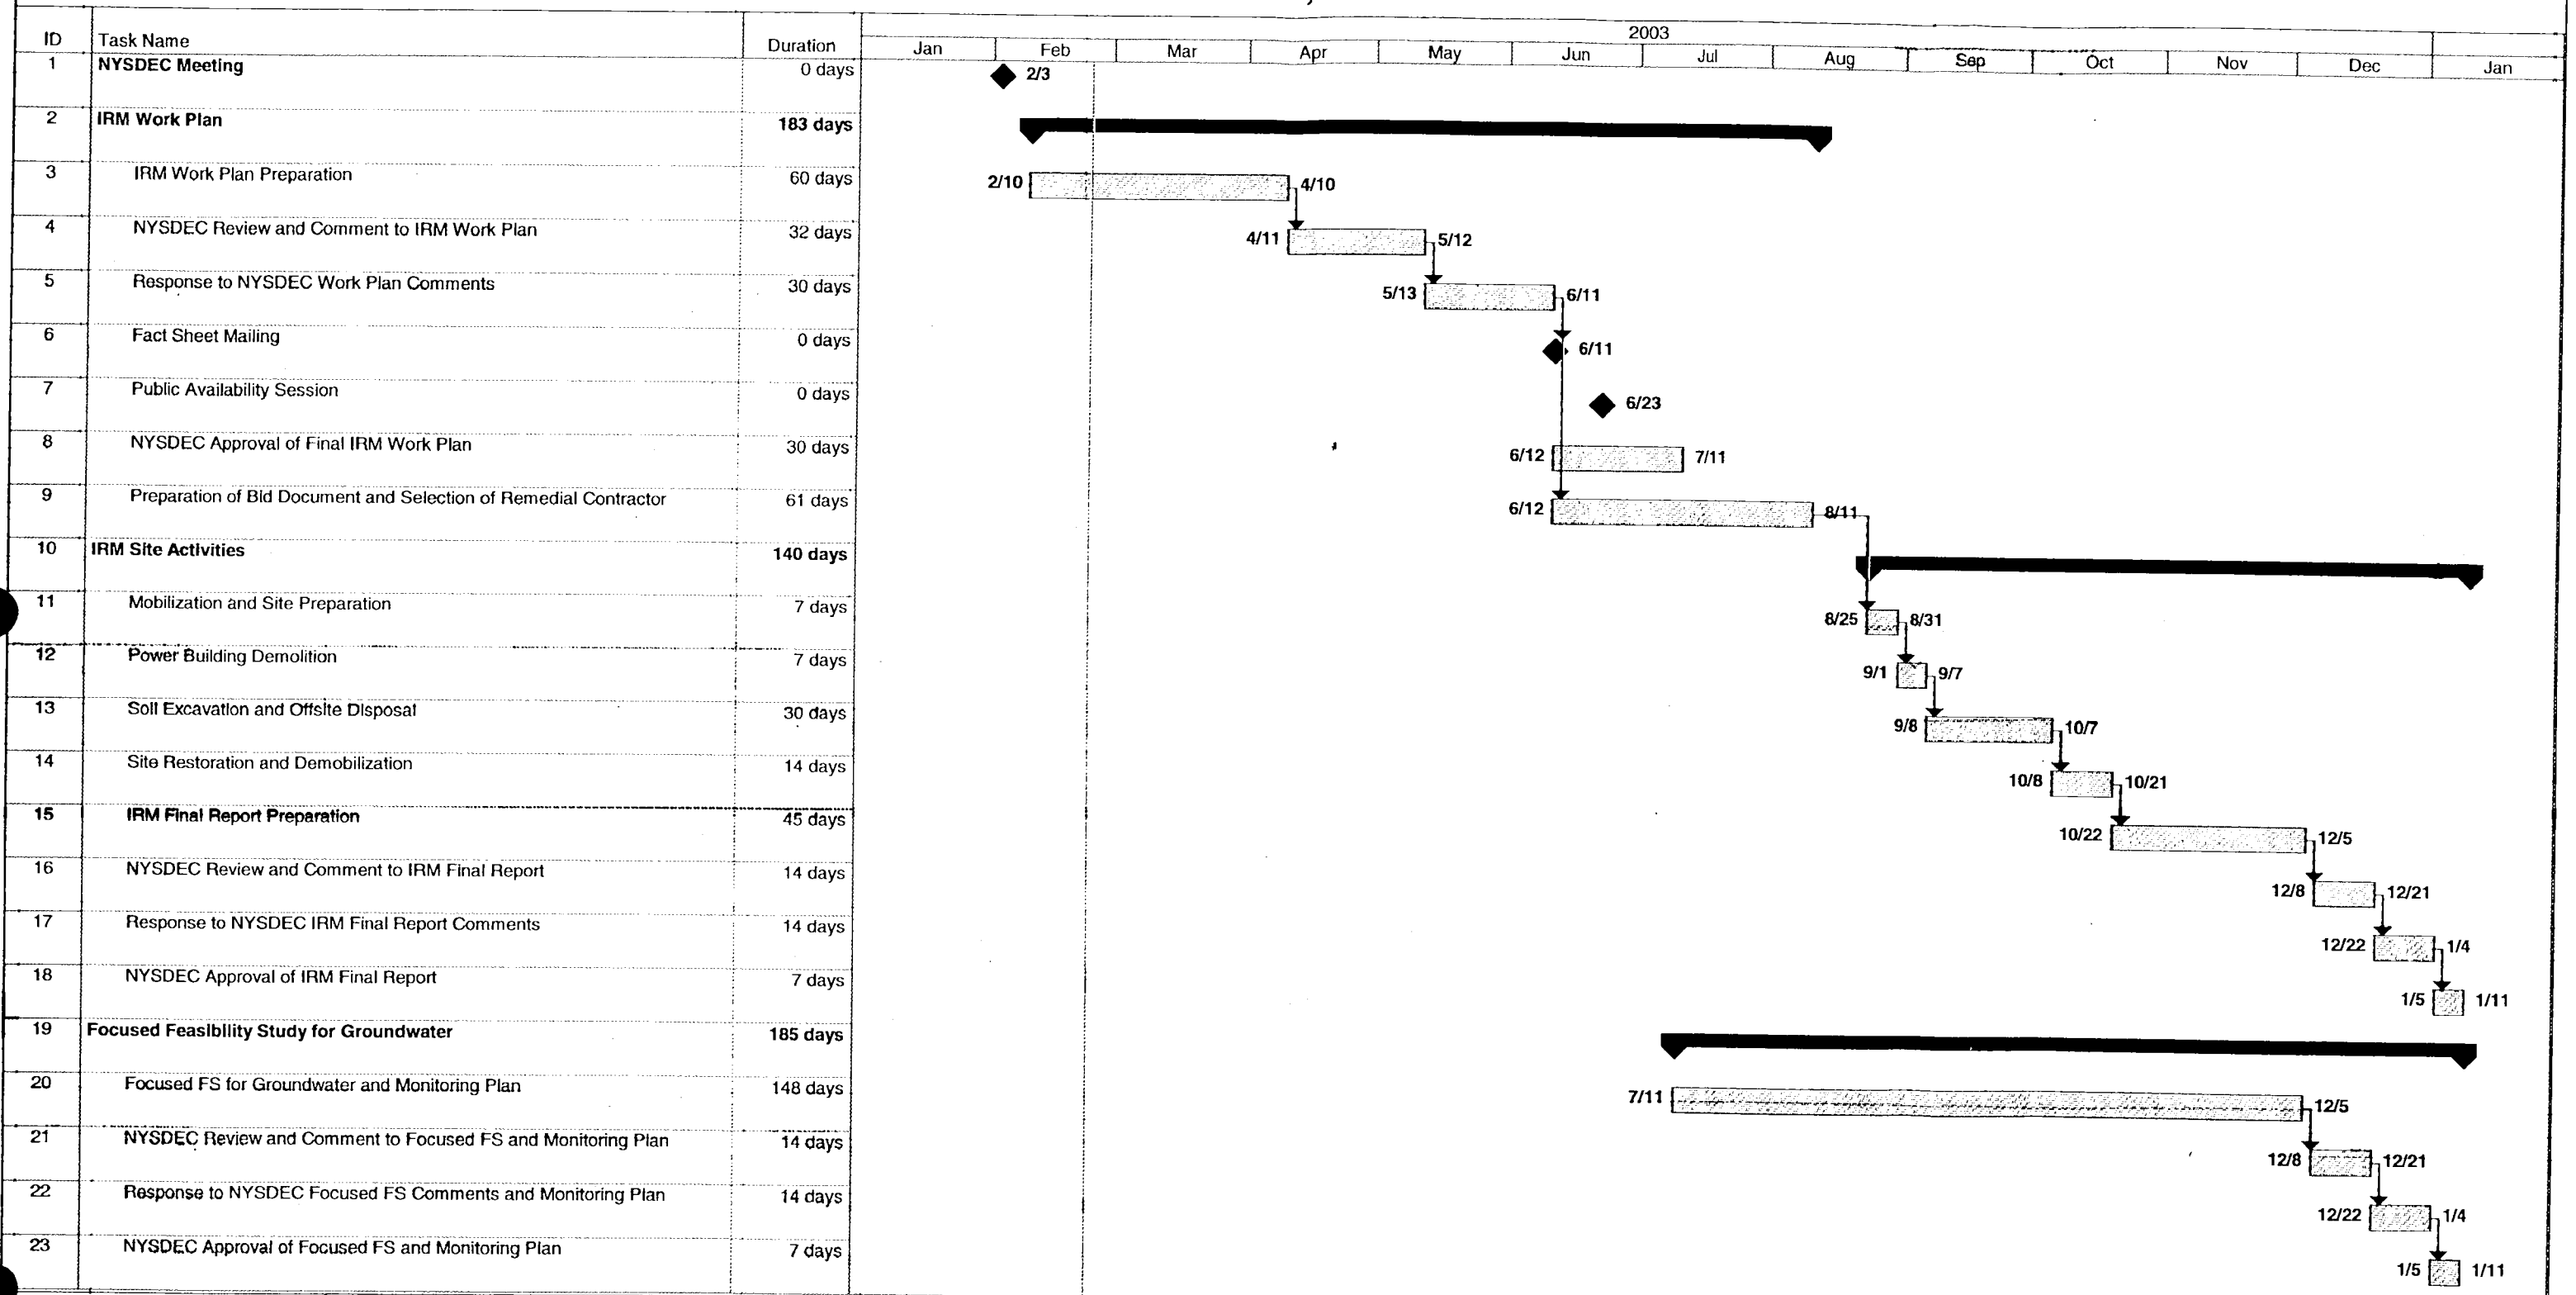 2003
ID Task Name Duration Jan Feb Mar Apr May Jun Jul Aug Sep Oct Nov Dec Jan
1 NYSDEC Meeting 0 days 2/3
2 IRM Work Plan 183 days
3 IRM Work Plan Preparation 60 days 2/10 4/10
4 NYSDEC Review and Comment to IRM Work Plan 32 days 4/11 5/12
5 Response to NYSDEC Work Plan Comments 30 days 5/13 6/11
6 Fact Sheet Mailing 0 days 6/11
7 Public Availability Session 0 days 6/23
8 NYSDEC Approval of Final IRM Work Plan 30 days 6/12 7/11
9 Preparation of Bid Document and Selection of Remedial Contractor 61 days 6/12 8/11
10 IRM Site Activities 140 days
11 Mobilization and Site Preparation 7 days 8/25 8/31
12 Power Building Demolition 7 days 9/1 9/7
13 Soil Excavation and Offsite Disposal 30 days 9/8 10/7
14 Site Restoration and Demobilization 14 days 10/8 10/21
15 IRM Final Report Preparation 45 days 10/22 12/5
16 NYSDEC Review and Comment to IRM Final Report 14 days 12/8 12/21
17 Response to NYSDEC IRM Final Report Comments 14 days 12/22 1/4
18 NYSDEC Approval of IRM Final Report 7 days 1/5 1/11
19 Focused Feasibility Study for Groundwater 185 days
20 Focused FS for Groundwater and Monitoring Plan 148 days 7/11 12/5
21 NYSDEC Review and Comment to Focused FS and Monitoring Plan 14 days 12/8 12/21
22 Response to NYSDEC Focused FS Comments and Monitoring Plan 14 days 12/22 1/4
23 NYSDEC Approval of Focused FS and Monitoring Plan 7 days 1/5 1/11